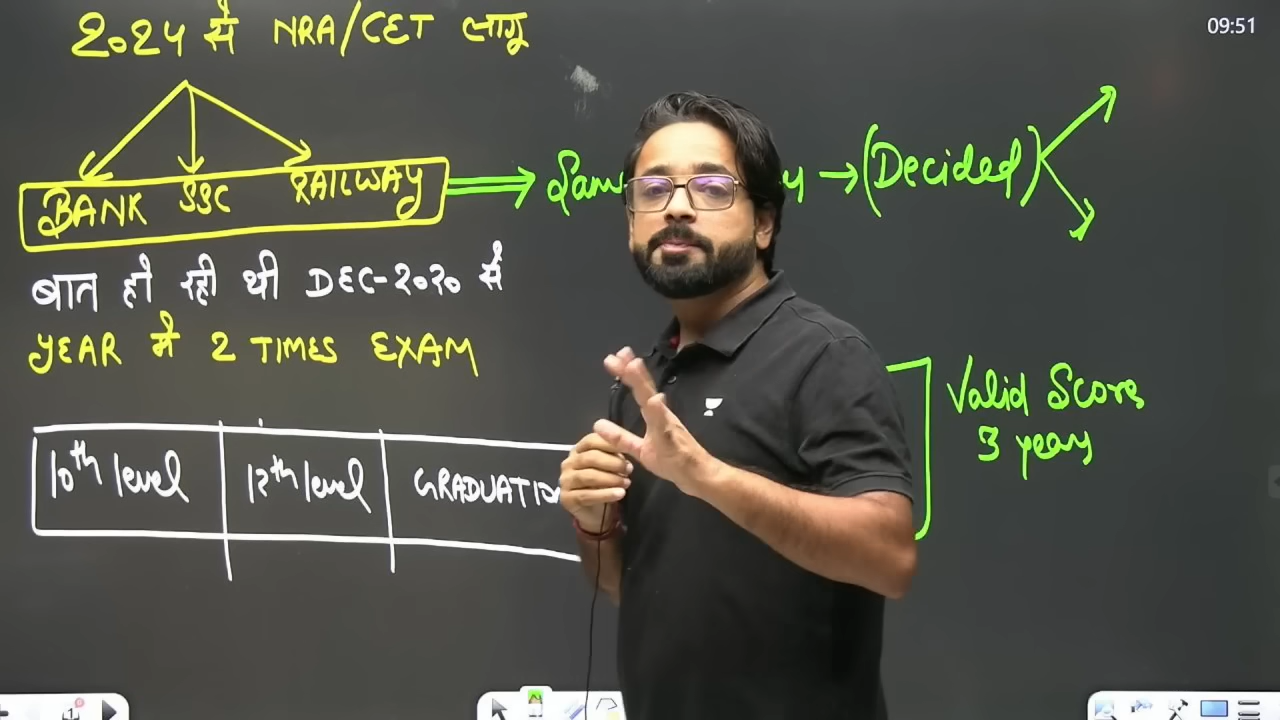 2024 से NRA/CET लागू
09:51
BANK SSC RAILWAY
→ (Decided)
बात हो रही थी DEC-2020 से
YEAR मे 2 TIMES EXAM
Valid Score
3 years
10th level 12th level